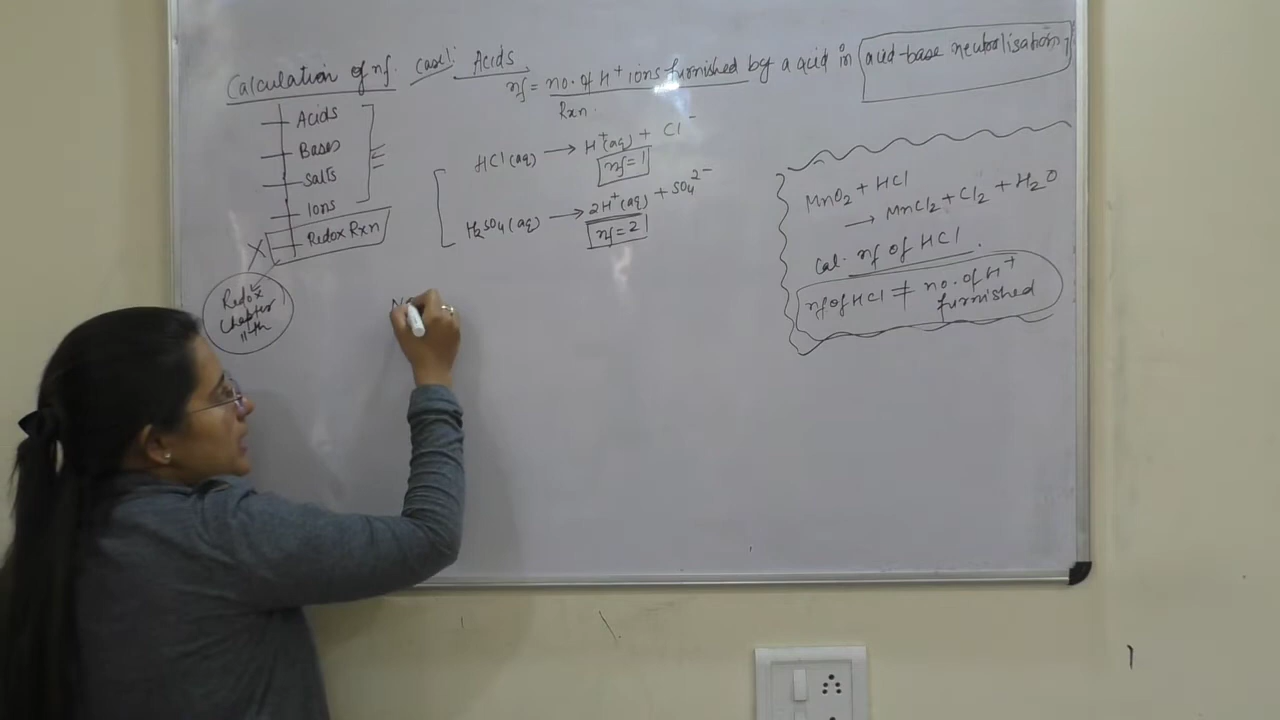 Calculation of nf. Case1: Acids
nf = no. of H+ ions furnished by a acid in acid-base neutralisation
Rxn.
Acids
Bases
Salts
Ions
Redox Rxn
Redox
Chapter
11th
HCl(aq) → H+(aq) + Cl-
nf=1
H2SO4(aq) → 2H+(aq) + SO4 2-
nf=2
MnO2 + HCl
→ MnCl2 + Cl2 + H2O
Cal. nf of HCl.
nf of HCl ≠ no. of H+
furnished